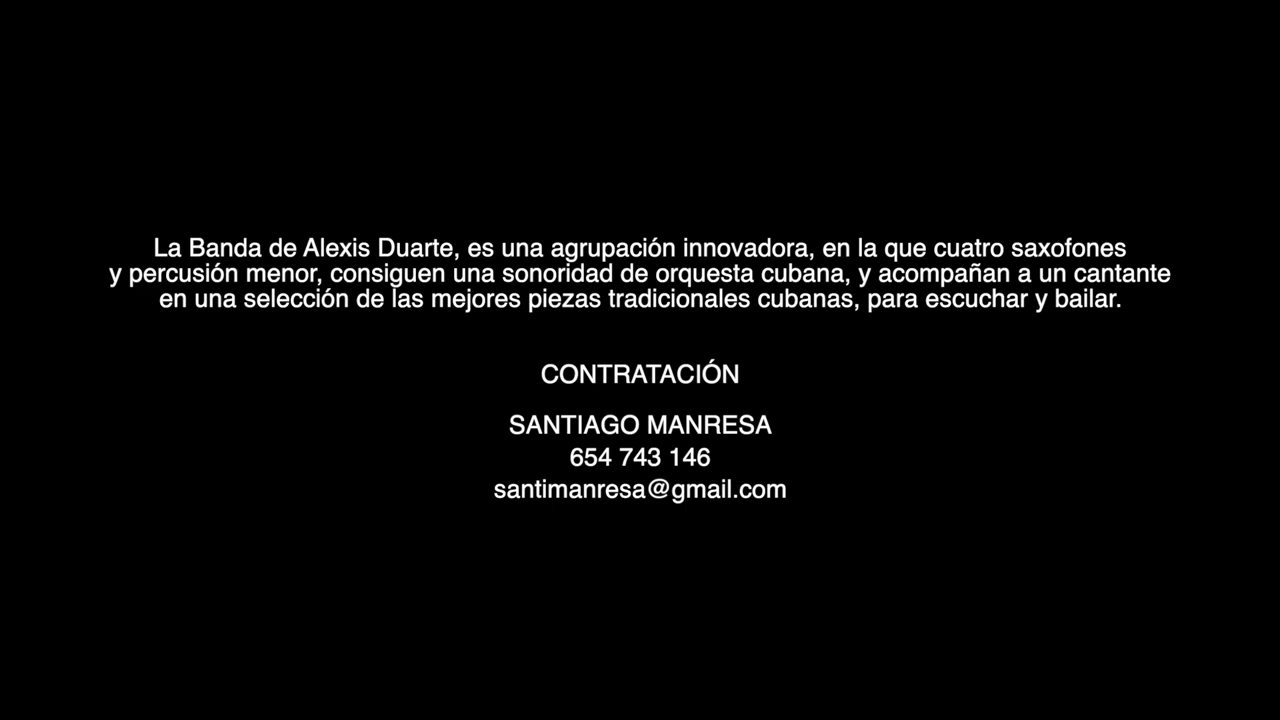 La Banda de Alexis Duarte, es una agrupación innovadora, en la que cuatro saxofones
y percusión menor, consiguen una sonoridad de orquesta cubana, y acompañan a un cantante
en una selección de las mejores piezas tradicionales cubanas, para escuchar y bailar.
CONTRATACIÓN
SANTIAGO MANRESA
654 743 146
santimanresa@gmail.com